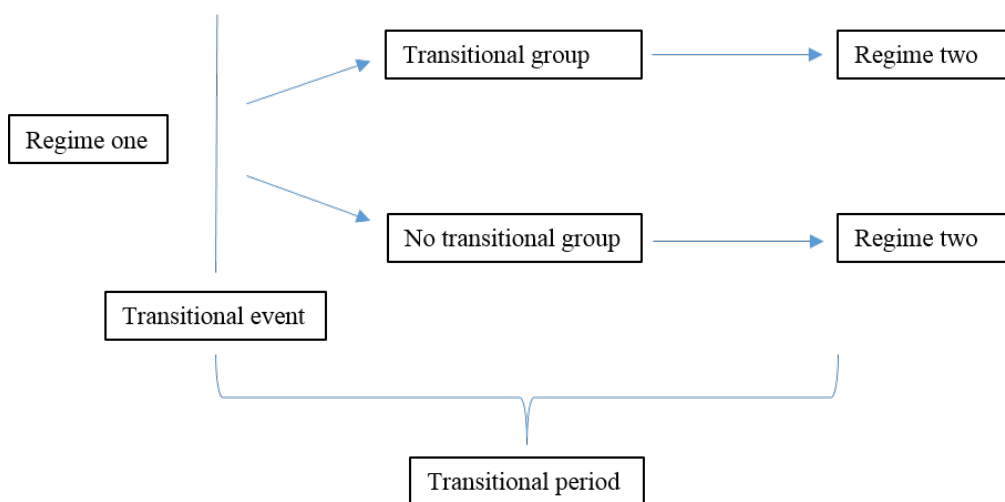 Transitional group
Regime two
Regime one
No transitional group
Regime two
Transitional event
Transitional period